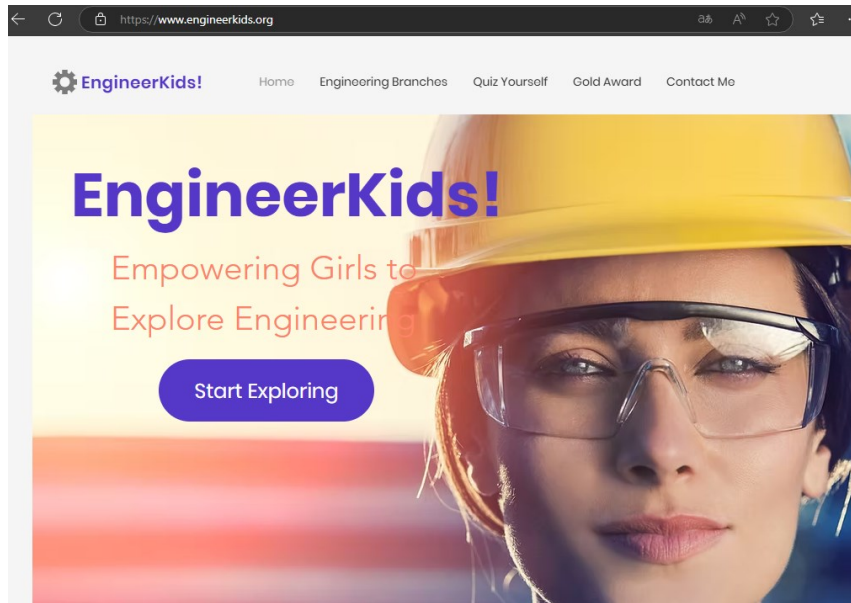 https://www.engineerkids.org
EngineerKids!
Home
Engineering Branches
Quiz Yourself
Gold Award
Contact Me
EngineerKids!
Empowering Girls to
Explore Engineering
Start Exploring